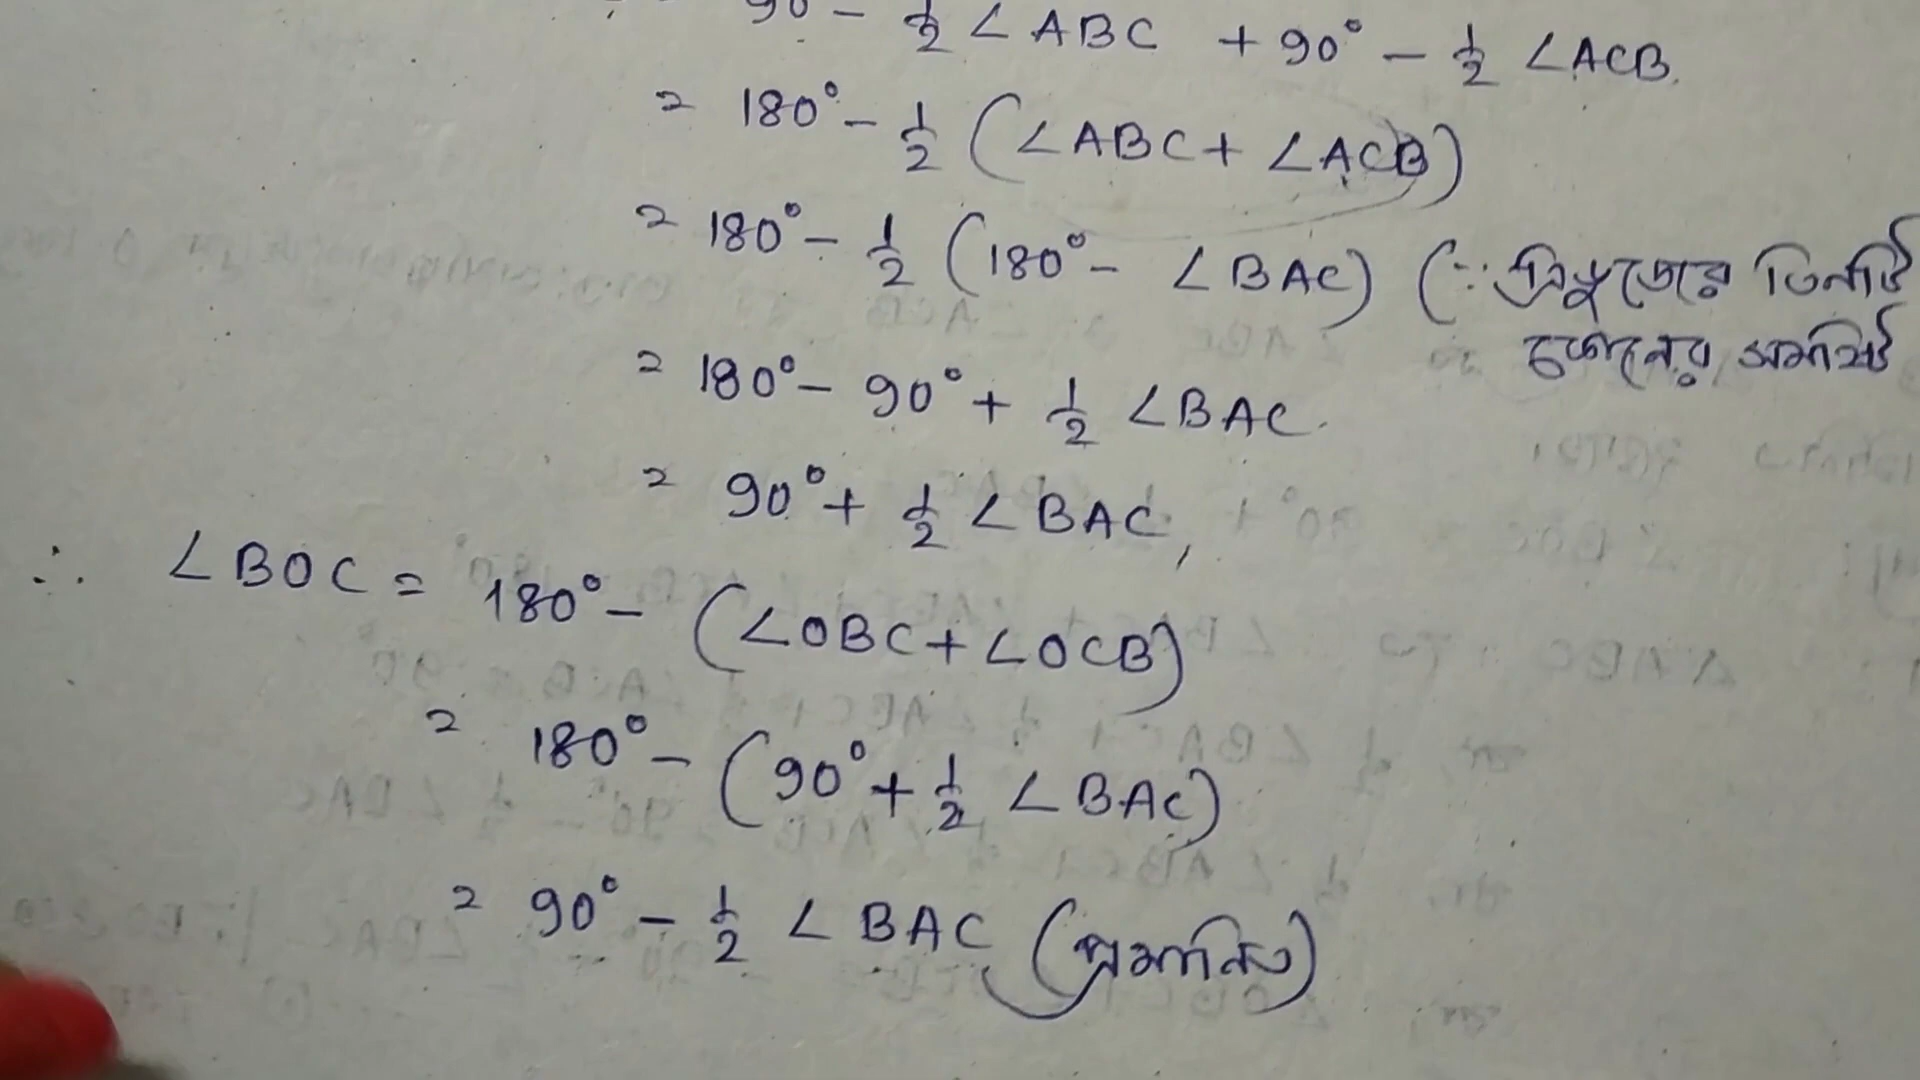 90 - 1/2 ∠ABC + 90° - 1/2 ∠ACB.
= 180° - 1/2 (∠ABC + ∠ACB)
= 180° - 1/2 (180° - ∠BAC) (∵ ত্রিভুজের তিনটি
কোনের সমষ্টি
= 180° - 90° + 1/2 ∠BAC.
= 90° + 1/2 ∠BAC,
∴ ∠BOC = 180° - (∠OBC + ∠OCB)
= 180° - (90° + 1/2 ∠BAC)
= 90° - 1/2 ∠BAC (প্রমানিত)